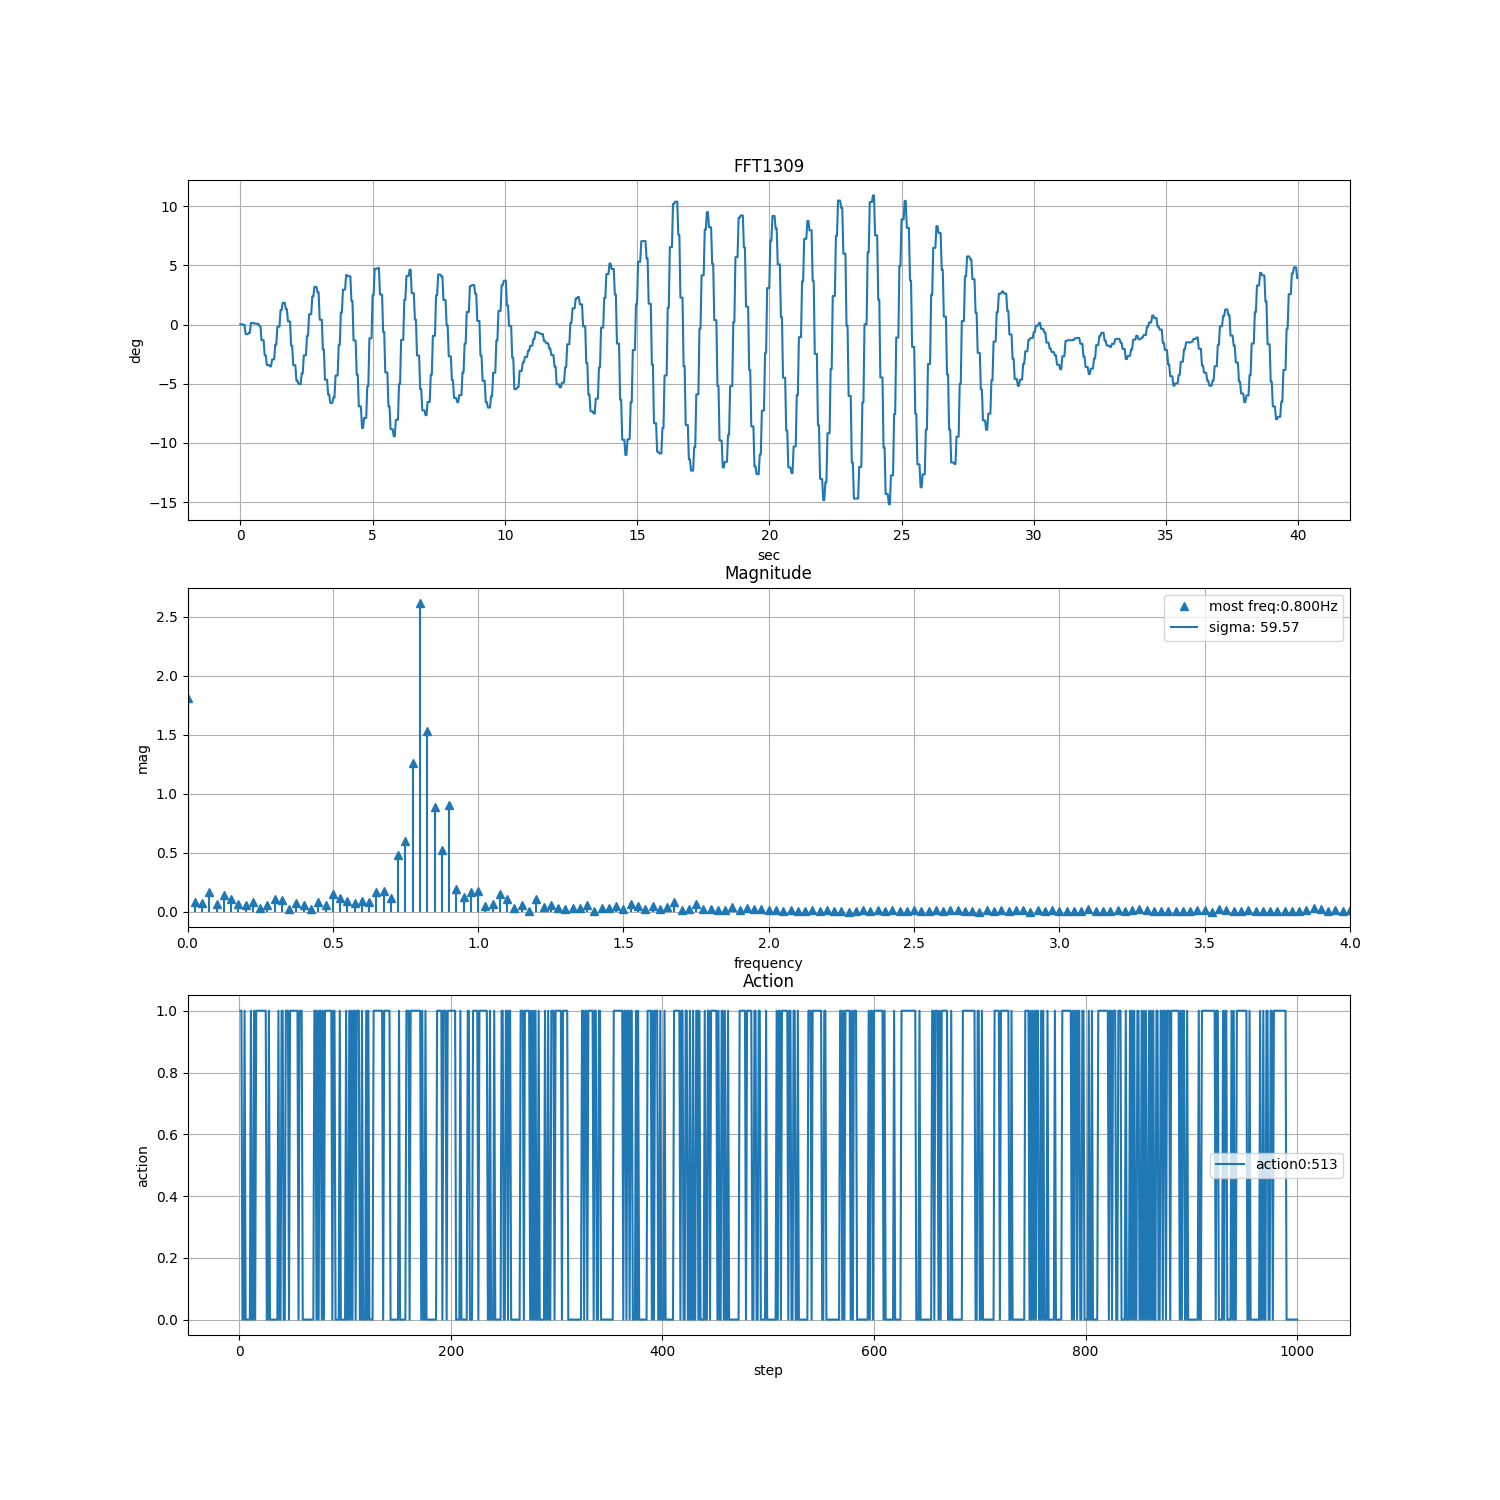 FFT1309
10
5
0
−5
−10
−15
deg
0 5 10 15 20 25 30 35 40
sec
Magnitude
most freq:0.800Hz
sigma: 59.57
2.5
2.0
1.5
1.0
0.5
0.0
mag
0.0 0.5 1.0 1.5 2.0 2.5 3.0 3.5 4.0
frequency
Action
1.0
0.8
0.6
0.4
0.2
0.0
action
action0:513
0 200 400 600 800 1000
step